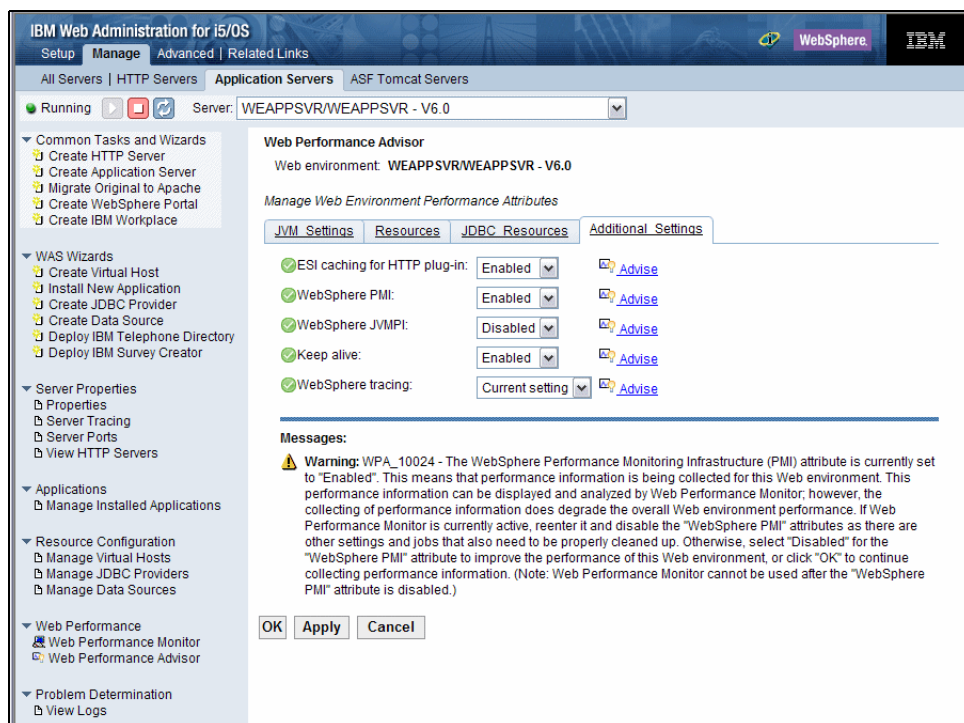 IBM Web Administration for i5/OS
Setup Manage Advanced | Related Links
WebSphere.
IBM
All Servers | HTTP Servers Application Servers ASF Tomcat Servers
Running Server: WEAPPSVR/WEAPPSVR - V6.0
Common Tasks and Wizards
Create HTTP Server
Create Application Server
Migrate Original to Apache
Create WebSphere Portal
Create IBM Workplace
WAS Wizards
Create Virtual Host
Install New Application
Create JDBC Provider
Create Data Source
Deploy IBM Telephone Directory
Deploy IBM Survey Creator
Server Properties
Properties
Server Tracing
Server Ports
View HTTP Servers
Applications
Manage Installed Applications
Resource Configuration
Manage Virtual Hosts
Manage JDBC Providers
Manage Data Sources
Web Performance
Web Performance Monitor
Web Performance Advisor
Problem Determination
View Logs
Web Performance Advisor
Web environment: WEAPPSVR/WEAPPSVR - V6.0
Manage Web Environment Performance Attributes
JVM Settings Resources JDBC Resources Additional Settings
ESI caching for HTTP plug-in: Enabled Advise
WebSphere PMI: Enabled Advise
WebSphere JVMPI: Disabled Advise
Keep alive: Enabled Advise
WebSphere tracing: Current setting Advise
Messages:
Warning: WPA_10024 - The WebSphere Performance Monitoring Infrastructure (PMI) attribute is currently set
to "Enabled". This means that performance information is being collected for this Web environment. This
performance information can be displayed and analyzed by Web Performance Monitor; however, the
collecting of performance information does degrade the overall Web environment performance. If Web
Performance Monitor is currently active, reenter it and disable the "WebSphere PMI" attributes as there are
other settings and jobs that also need to be properly cleaned up. Otherwise, select "Disabled" for the
"WebSphere PMI" attribute to improve the performance of this Web environment, or click "OK" to continue
collecting performance information. (Note: Web Performance Monitor cannot be used after the "WebSphere
PMI" attribute is disabled.)
OK Apply Cancel